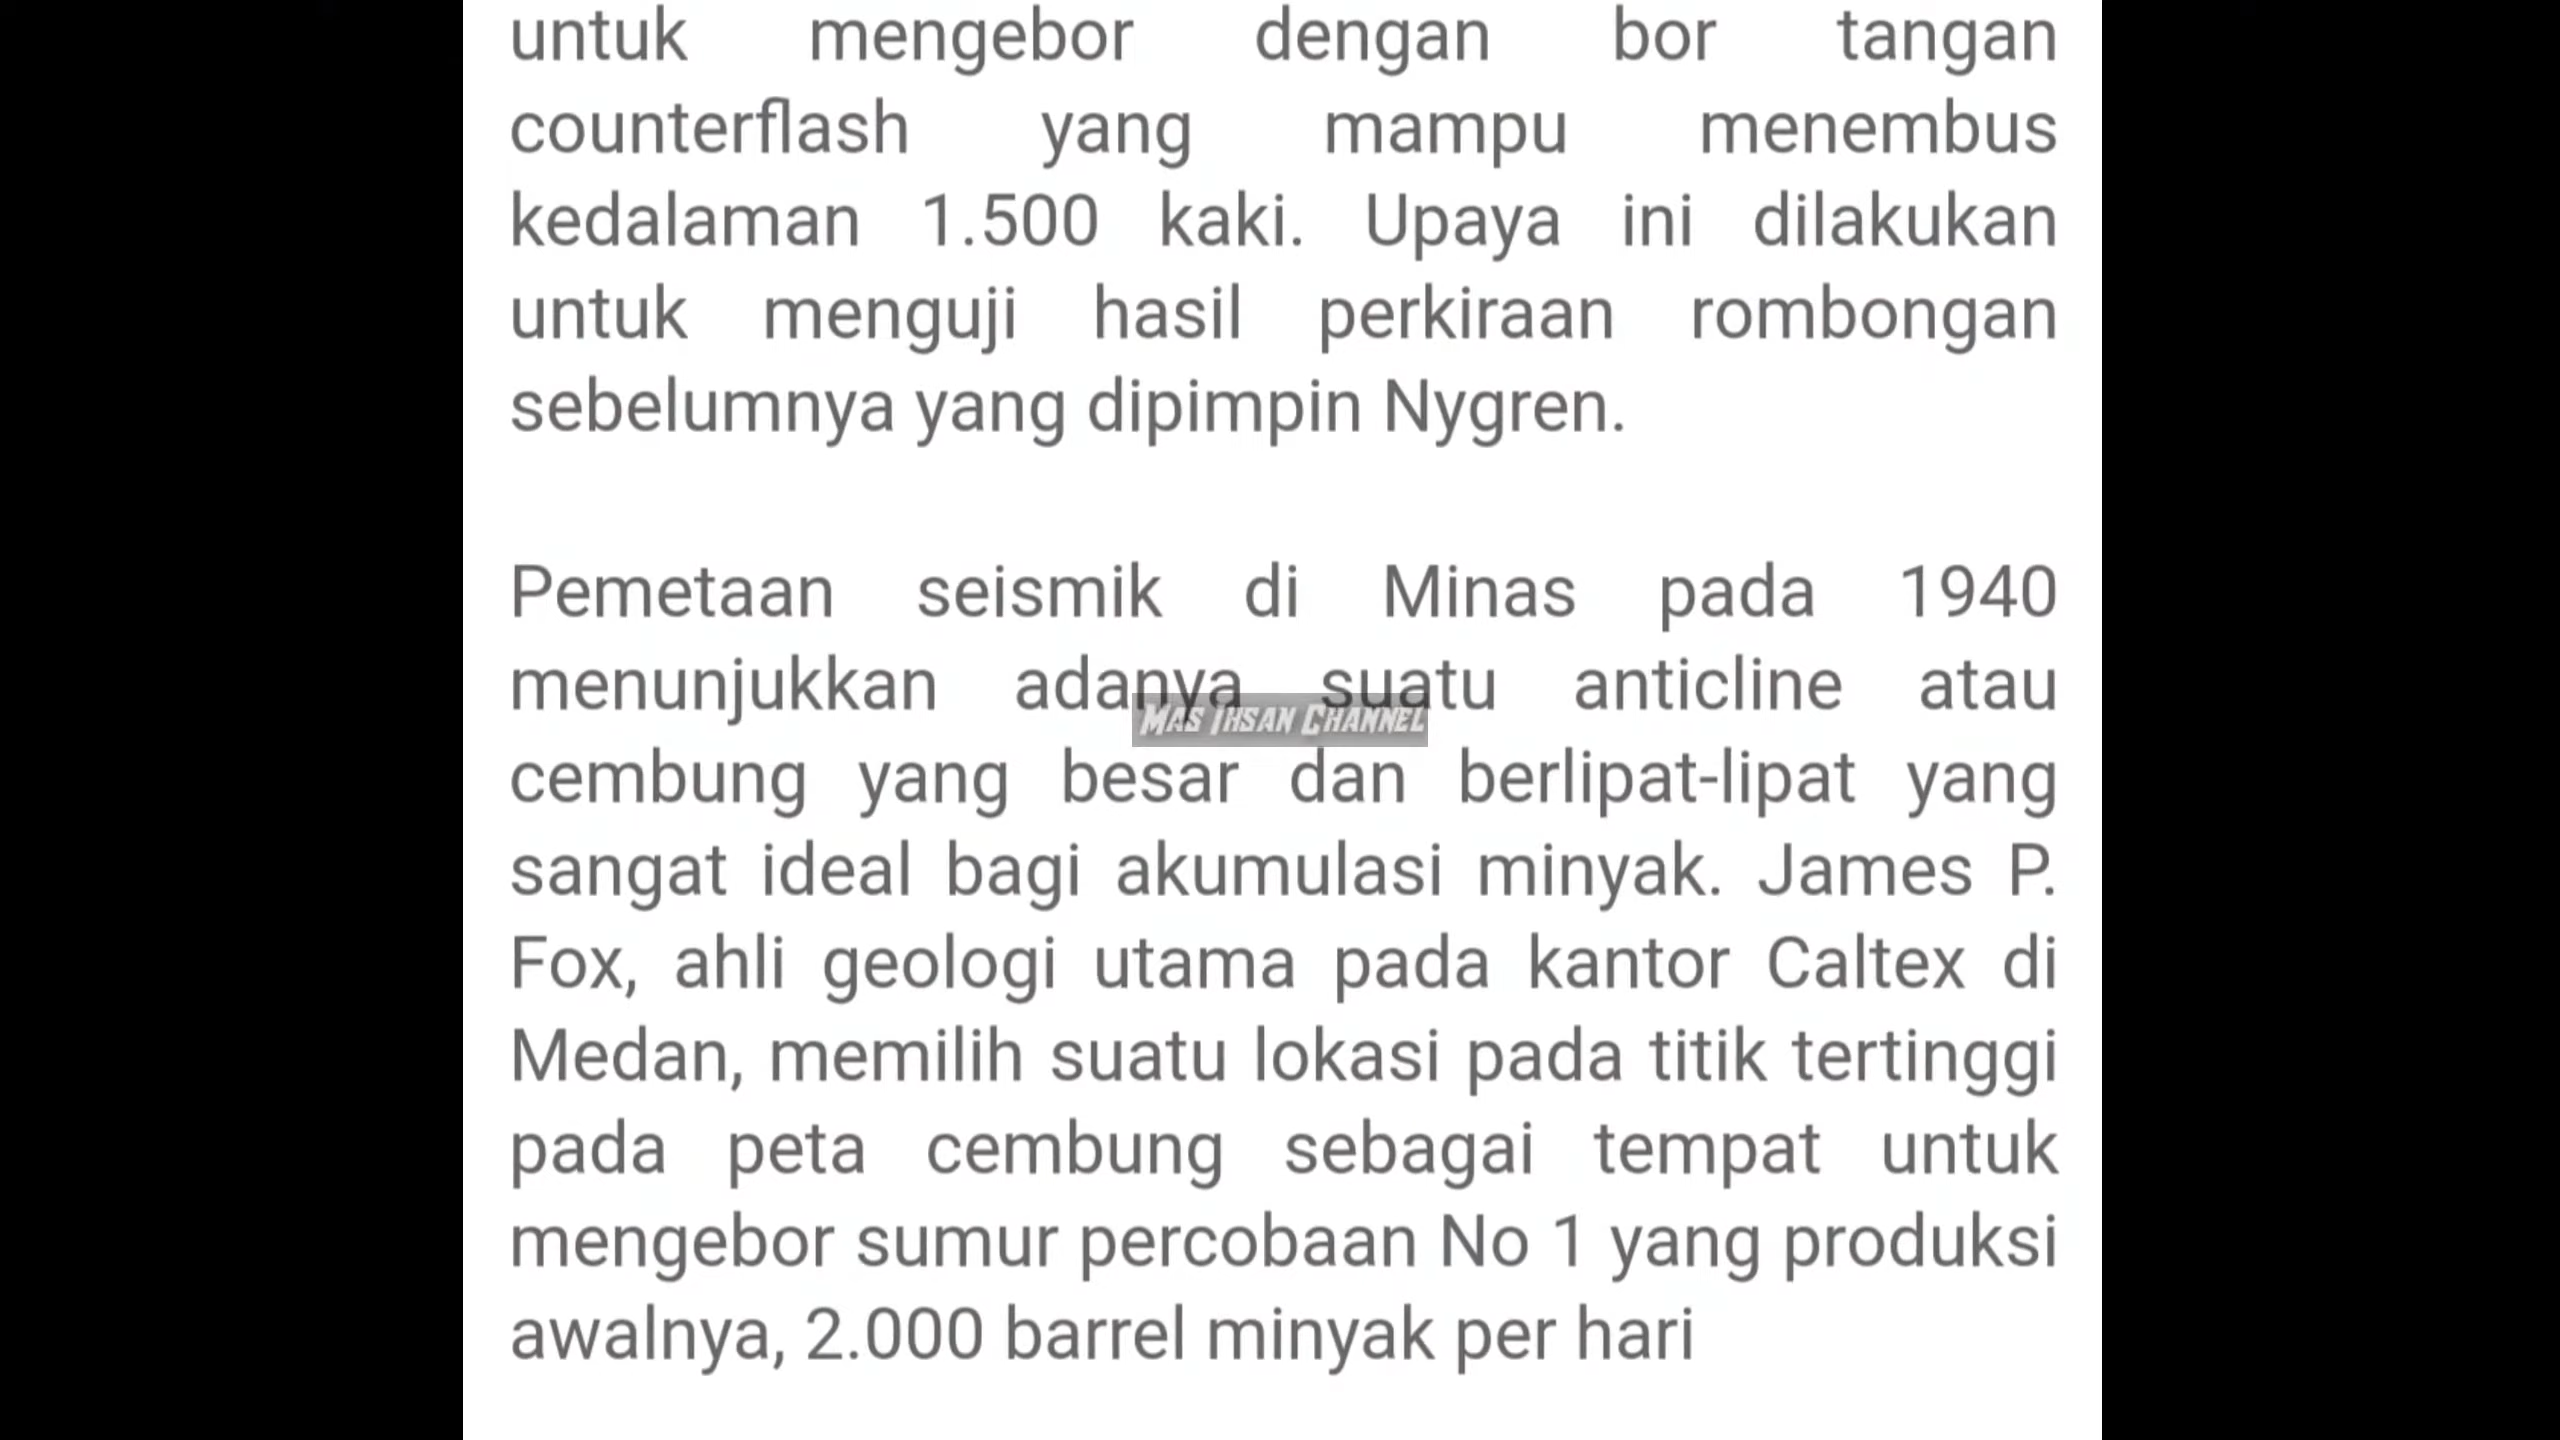 untuk mengebor dengan bor tangan
counterflash yang mampu menembus
kedalaman 1.500 kaki. Upaya ini dilakukan
untuk menguji hasil perkiraan rombongan
sebelumnya yang dipimpin Nygren.
Pemetaan seismik di Minas pada 1940
menunjukkan adanya suatu anticline atau
MAS IHSAN CHANNEL
cembung yang besar dan berlipat-lipat yang
sangat ideal bagi akumulasi minyak. James P.
Fox, ahli geologi utama pada kantor Caltex di
Medan, memilih suatu lokasi pada titik tertinggi
pada peta cembung sebagai tempat untuk
mengebor sumur percobaan No 1 yang produksi
awalnya, 2.000 barrel minyak per hari